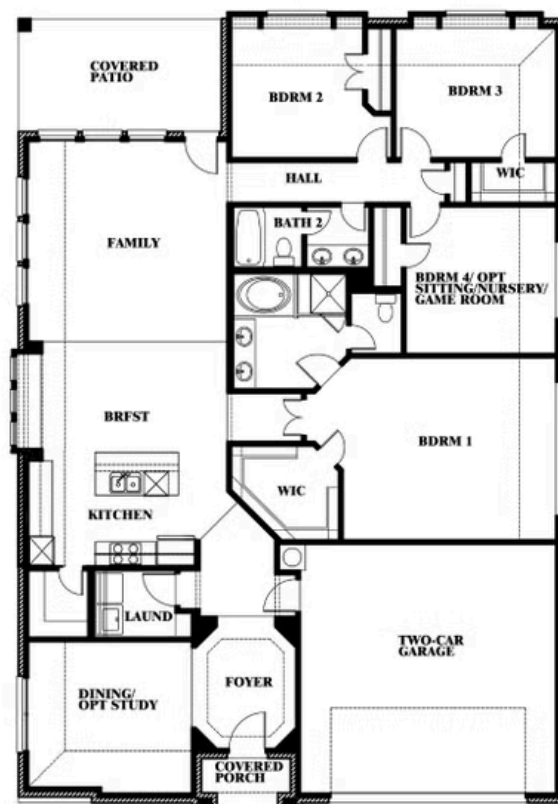 COVERED
PATIO
BDRM 2
BDRM 3
HALL
WIC
FAMILY
BATH 2
BDRM 4/ OPT
SITTING/NURSERY/
GAME ROOM
BRFST
BDRM 1
WIC
KITCHEN
LAUND
TWO-CAR
GARAGE
DINING/
OPT STUDY
FOYER
COVERED
PORCH